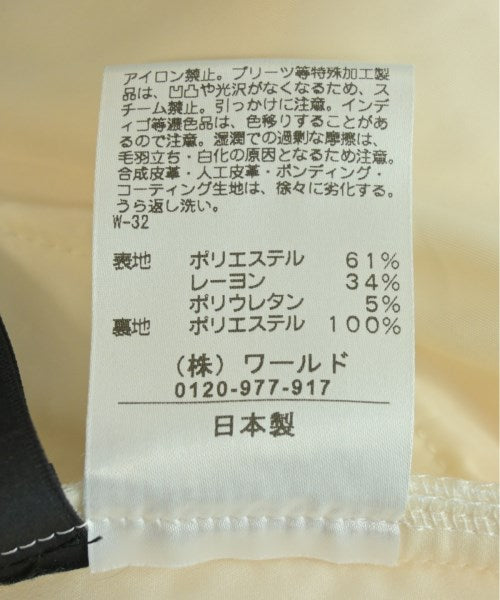 アイロン禁止。プリーツ等特殊加工製
品は、凹凸や光沢がなくなるため、ス
チーム禁止。引っかけに注意。インデ
ィゴ等濃色品は、色移りすることがあ
るので注意。湿潤での過剰な摩擦は、
毛羽立ち・白化の原因となるため注意。
合成皮革・人工皮革・ボンディング・
コーティング生地は、徐々に劣化する。
うら返し洗い。
W-32
表地 ポリエステル 61%
レーヨン 34%
ポリウレタン 5%
裏地 ポリエステル 100%
（株）ワールド
0120-977-917
日本製